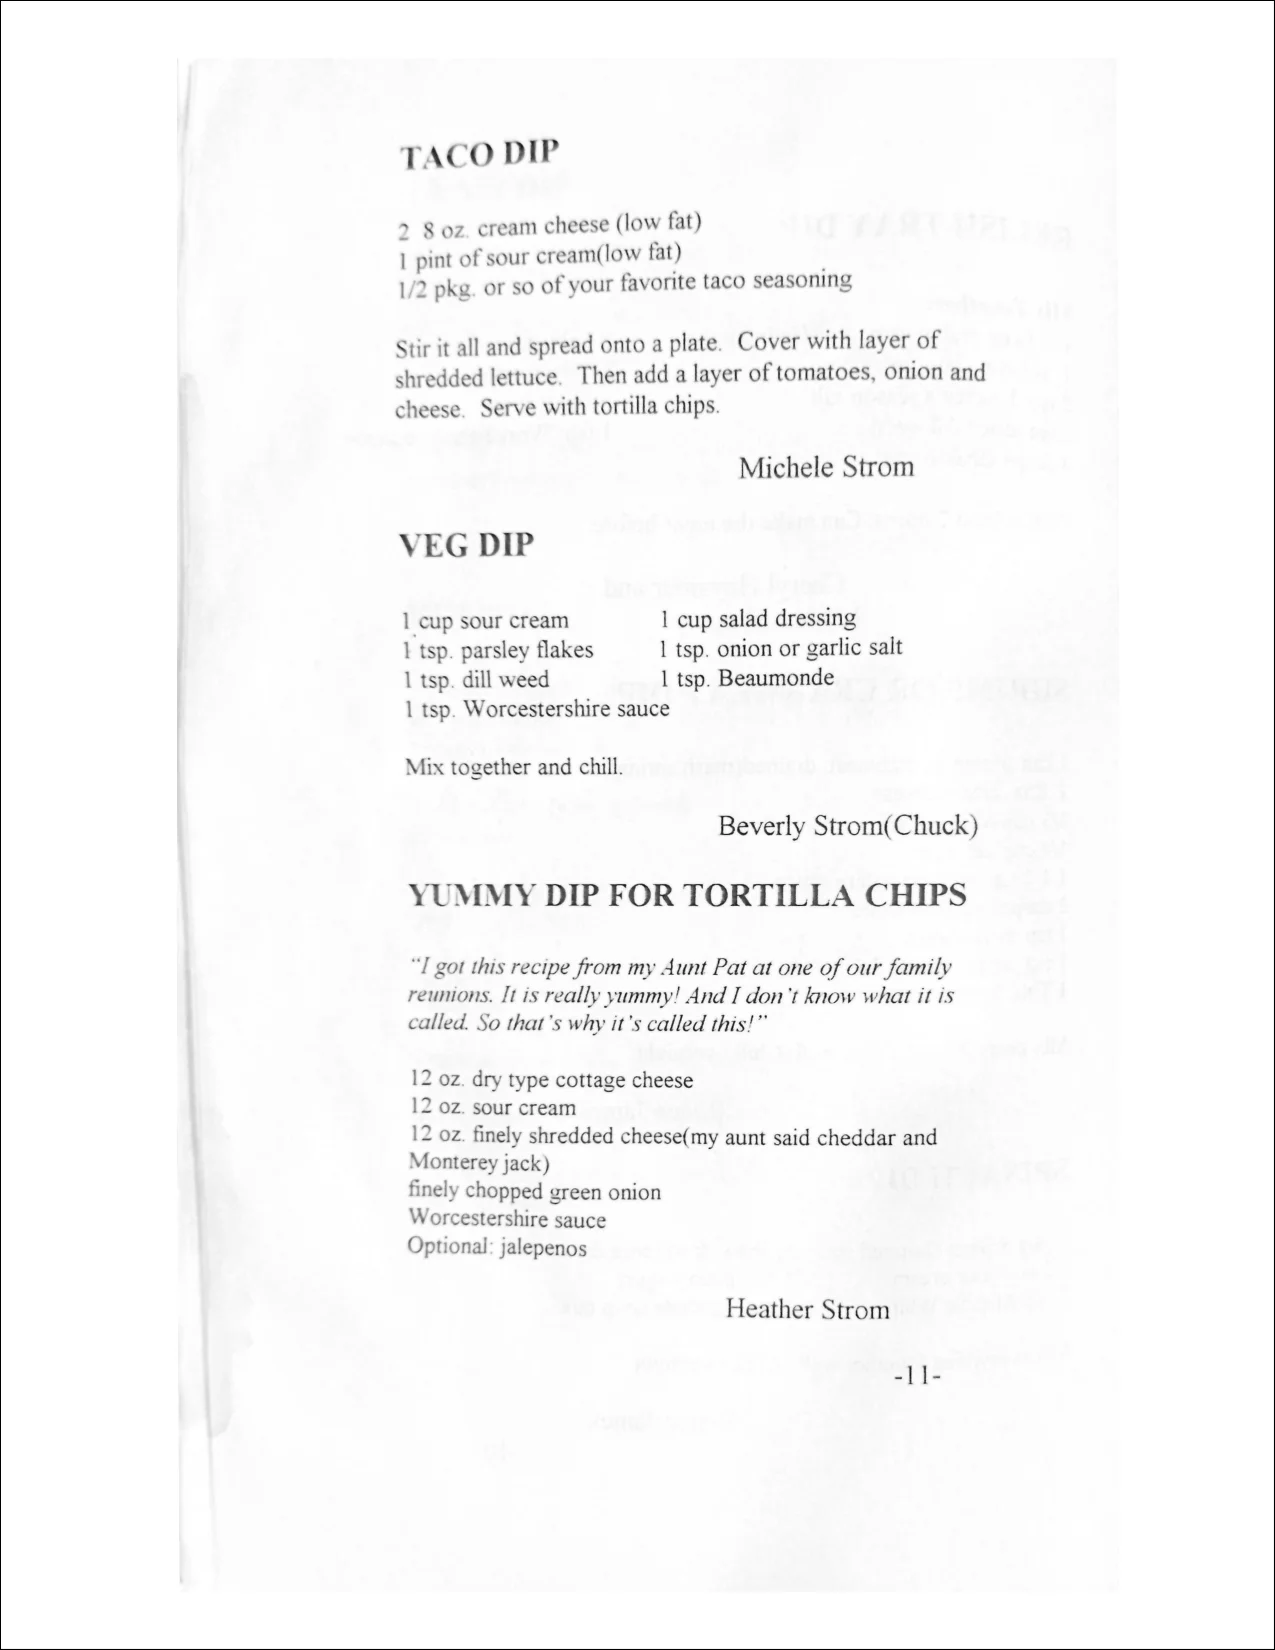 TACO DIP
2 8 oz. cream cheese (low fat)
1 pint of sour cream(low fat)
1/2 pkg. or so of your favorite taco seasoning
Stir it all and spread onto a plate. Cover with layer of
shredded lettuce. Then add a layer of tomatoes, onion and
cheese. Serve with tortilla chips.
Michele Strom
VEG DIP
1 cup sour cream 1 cup salad dressing
1 tsp. parsley flakes 1 tsp. onion or garlic salt
1 tsp. dill weed 1 tsp. Beaumonde
1 tsp. Worcestershire sauce
Mix together and chill.
Beverly Strom(Chuck)
YUMMY DIP FOR TORTILLA CHIPS
"I got this recipe from my Aunt Pat at one of our family
reunions. It is really yummy! And I don't know what it is
called. So that's why it's called this!"
12 oz. dry type cottage cheese
12 oz. sour cream
12 oz. finely shredded cheese(my aunt said cheddar and
Monterey jack)
finely chopped green onion
Worcestershire sauce
Optional: jalepenos
Heather Strom
-11-